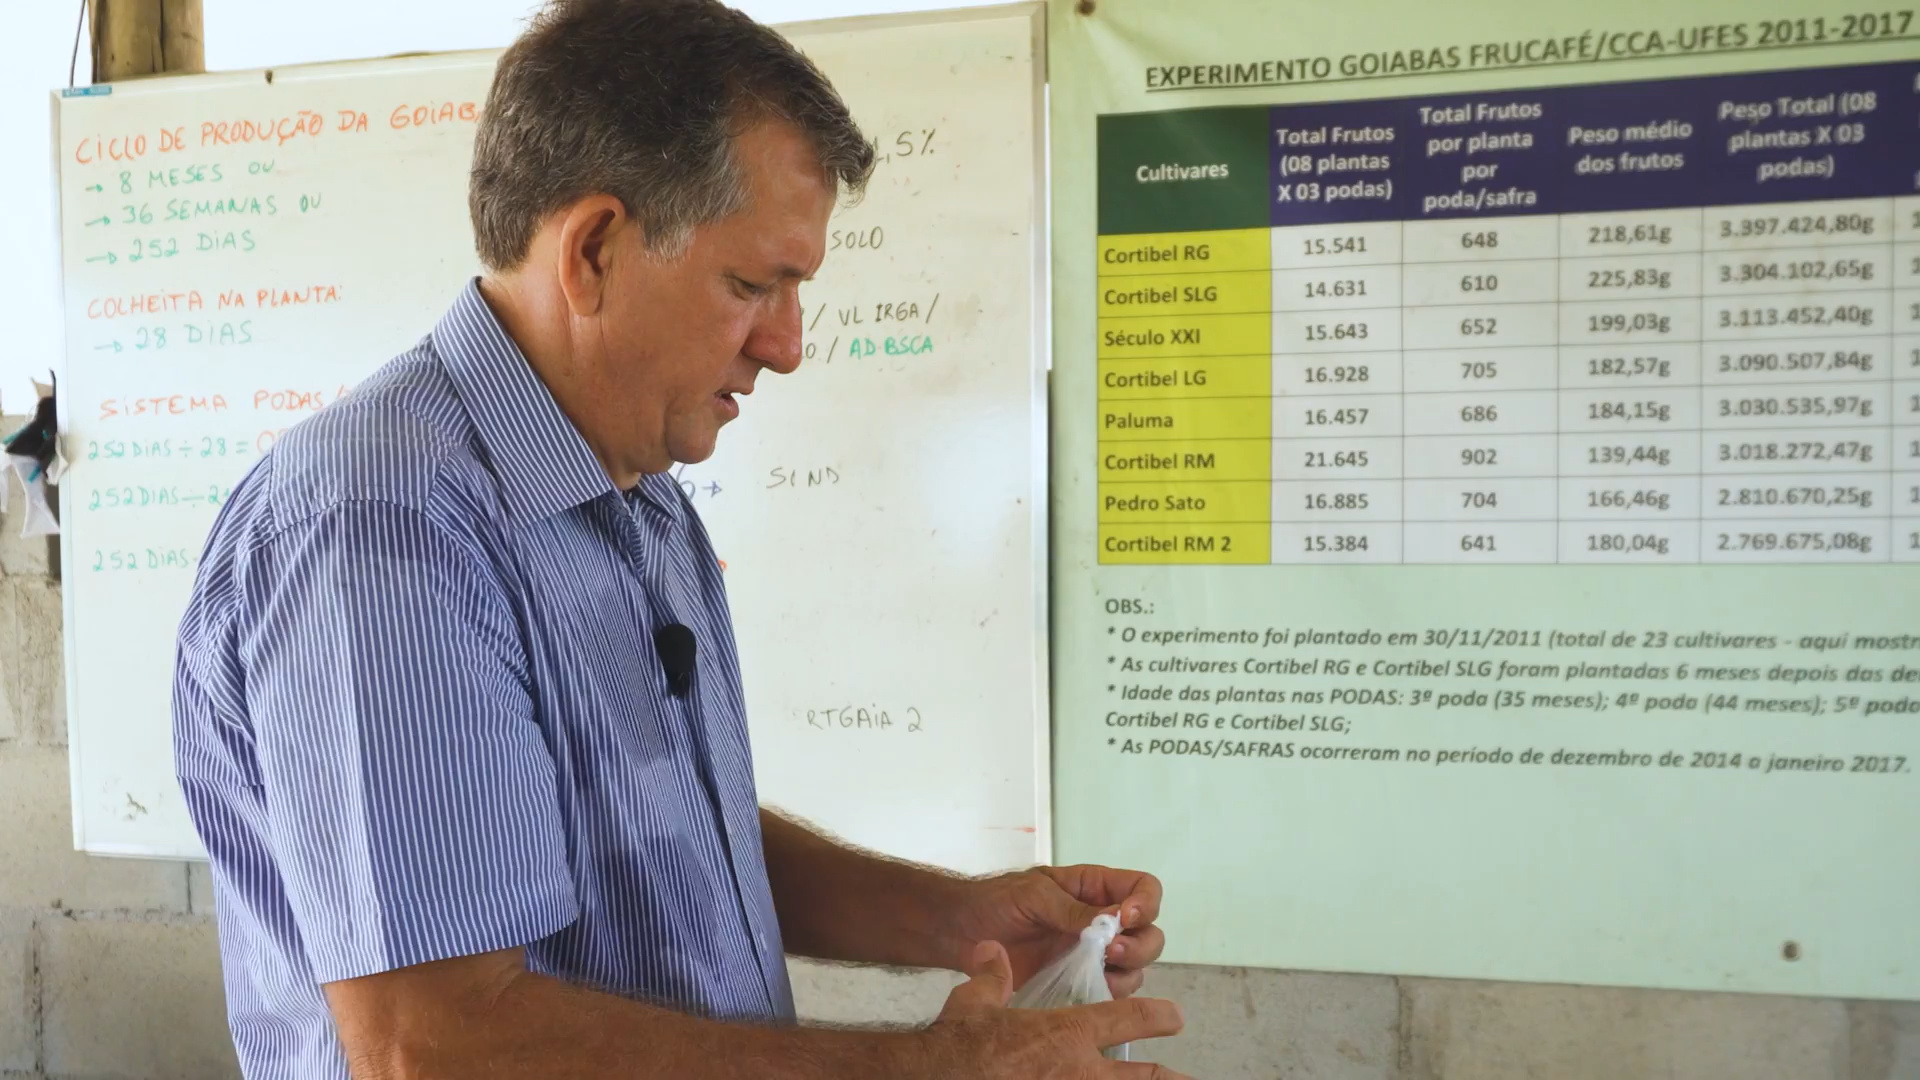 CICLO DE PRODUÇÃO DA GOIAB
→ 8 MESES OU
→ 36 SEMANAS OU
→ 252 DIAS
COLHEITA NA PLANTA:
→ 28 DIAS
SISTEMA PODAS
252 DIAS ÷ 28 =
252 DIAS
252 DIAS
,5%
SOLO
/ VL IRGA /
/ AD BSCA
SIND
RTGAIA 2
EXPERIMENTO GOIABAS FRUCAFÉ/CCA-UFES 2011-2017
Cultivares
Total Frutos
(08 plantas
X 03 podas)
Total Frutos
por planta
por
poda/safra
Peso médio
dos frutos
Peso Total (08
plantas X 03
podas)
Cortibel RG 15.541 648 218,61g 3.397.424,80g
Cortibel SLG 14.631 610 225,83g 3.304.102,65g
Século XXI 15.643 652 199,03g 3.113.452,40g
Cortibel LG 16.928 705 182,57g 3.090.507,84g
Paluma 16.457 686 184,15g 3.030.535,97g
Cortibel RM 21.645 902 139,44g 3.018.272,47g
Pedro Sato 16.885 704 166,46g 2.810.670,25g
Cortibel RM 2 15.384 641 180,04g 2.769.675,08g
OBS.:
* O experimento foi plantado em 30/11/2011 (total de 23 cultivares - aqui mostr
* As cultivares Cortibel RG e Cortibel SLG foram plantadas 6 meses depois das de
* Idade das plantas nas PODAS: 3ª poda (35 meses); 4ª poda (44 meses); 5ª poda
Cortibel RG e Cortibel SLG;
* As PODAS/SAFRAS ocorreram no período de dezembro de 2014 a janeiro 2017.